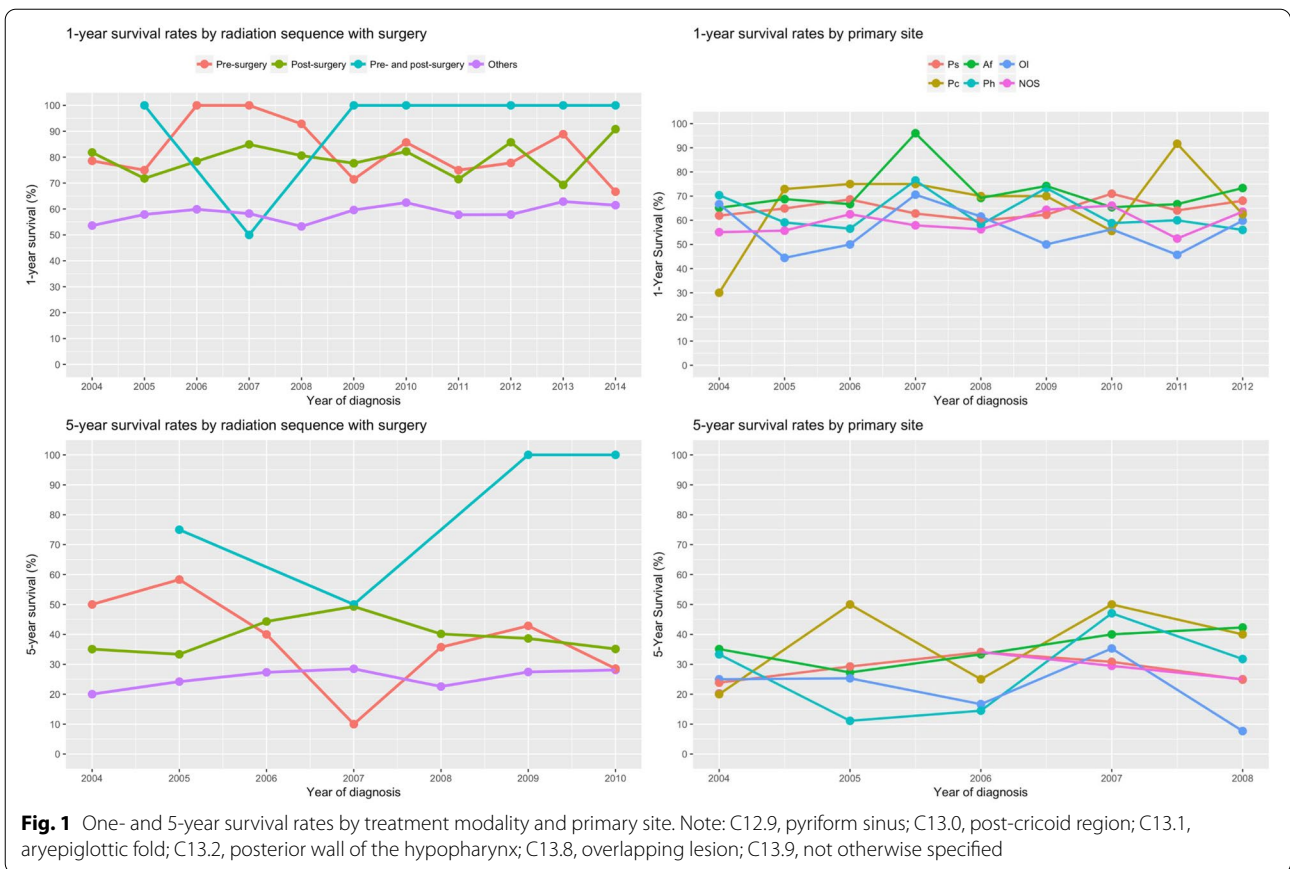 1-year survival rates by radiation sequence with surgery
Pre-surgery Post-surgery Pre- and post-surgery Others
1-year survival (%)
100
90
80
70
60
50
40
30
20
10
0
2004 2005 2006 2007 2008 2009 2010 2011 2012 2013 2014
Year of diagnosis
1-year survival rates by primary site
Ps Af Ol
Pc Ph NOS
1-Year Survival (%)
100
90
80
70
60
50
40
30
20
10
0
2004 2005 2006 2007 2008 2009 2010 2011 2012
Year of diagnosis
5-year survival rates by radiation sequence with surgery
5-year survival (%)
100
90
80
70
60
50
40
30
20
10
0
2004 2005 2006 2007 2008 2009 2010
Year of diagnosis
5-year survival rates by primary site
5-Year Survival (%)
100
90
80
70
60
50
40
30
20
10
0
2004 2005 2006 2007 2008
Year of diagnosis
Fig. 1 One- and 5-year survival rates by treatment modality and primary site. Note: C12.9, pyriform sinus; C13.0, post-cricoid region; C13.1,
aryepiglottic fold; C13.2, posterior wall of the hypopharynx; C13.8, overlapping lesion; C13.9, not otherwise specified